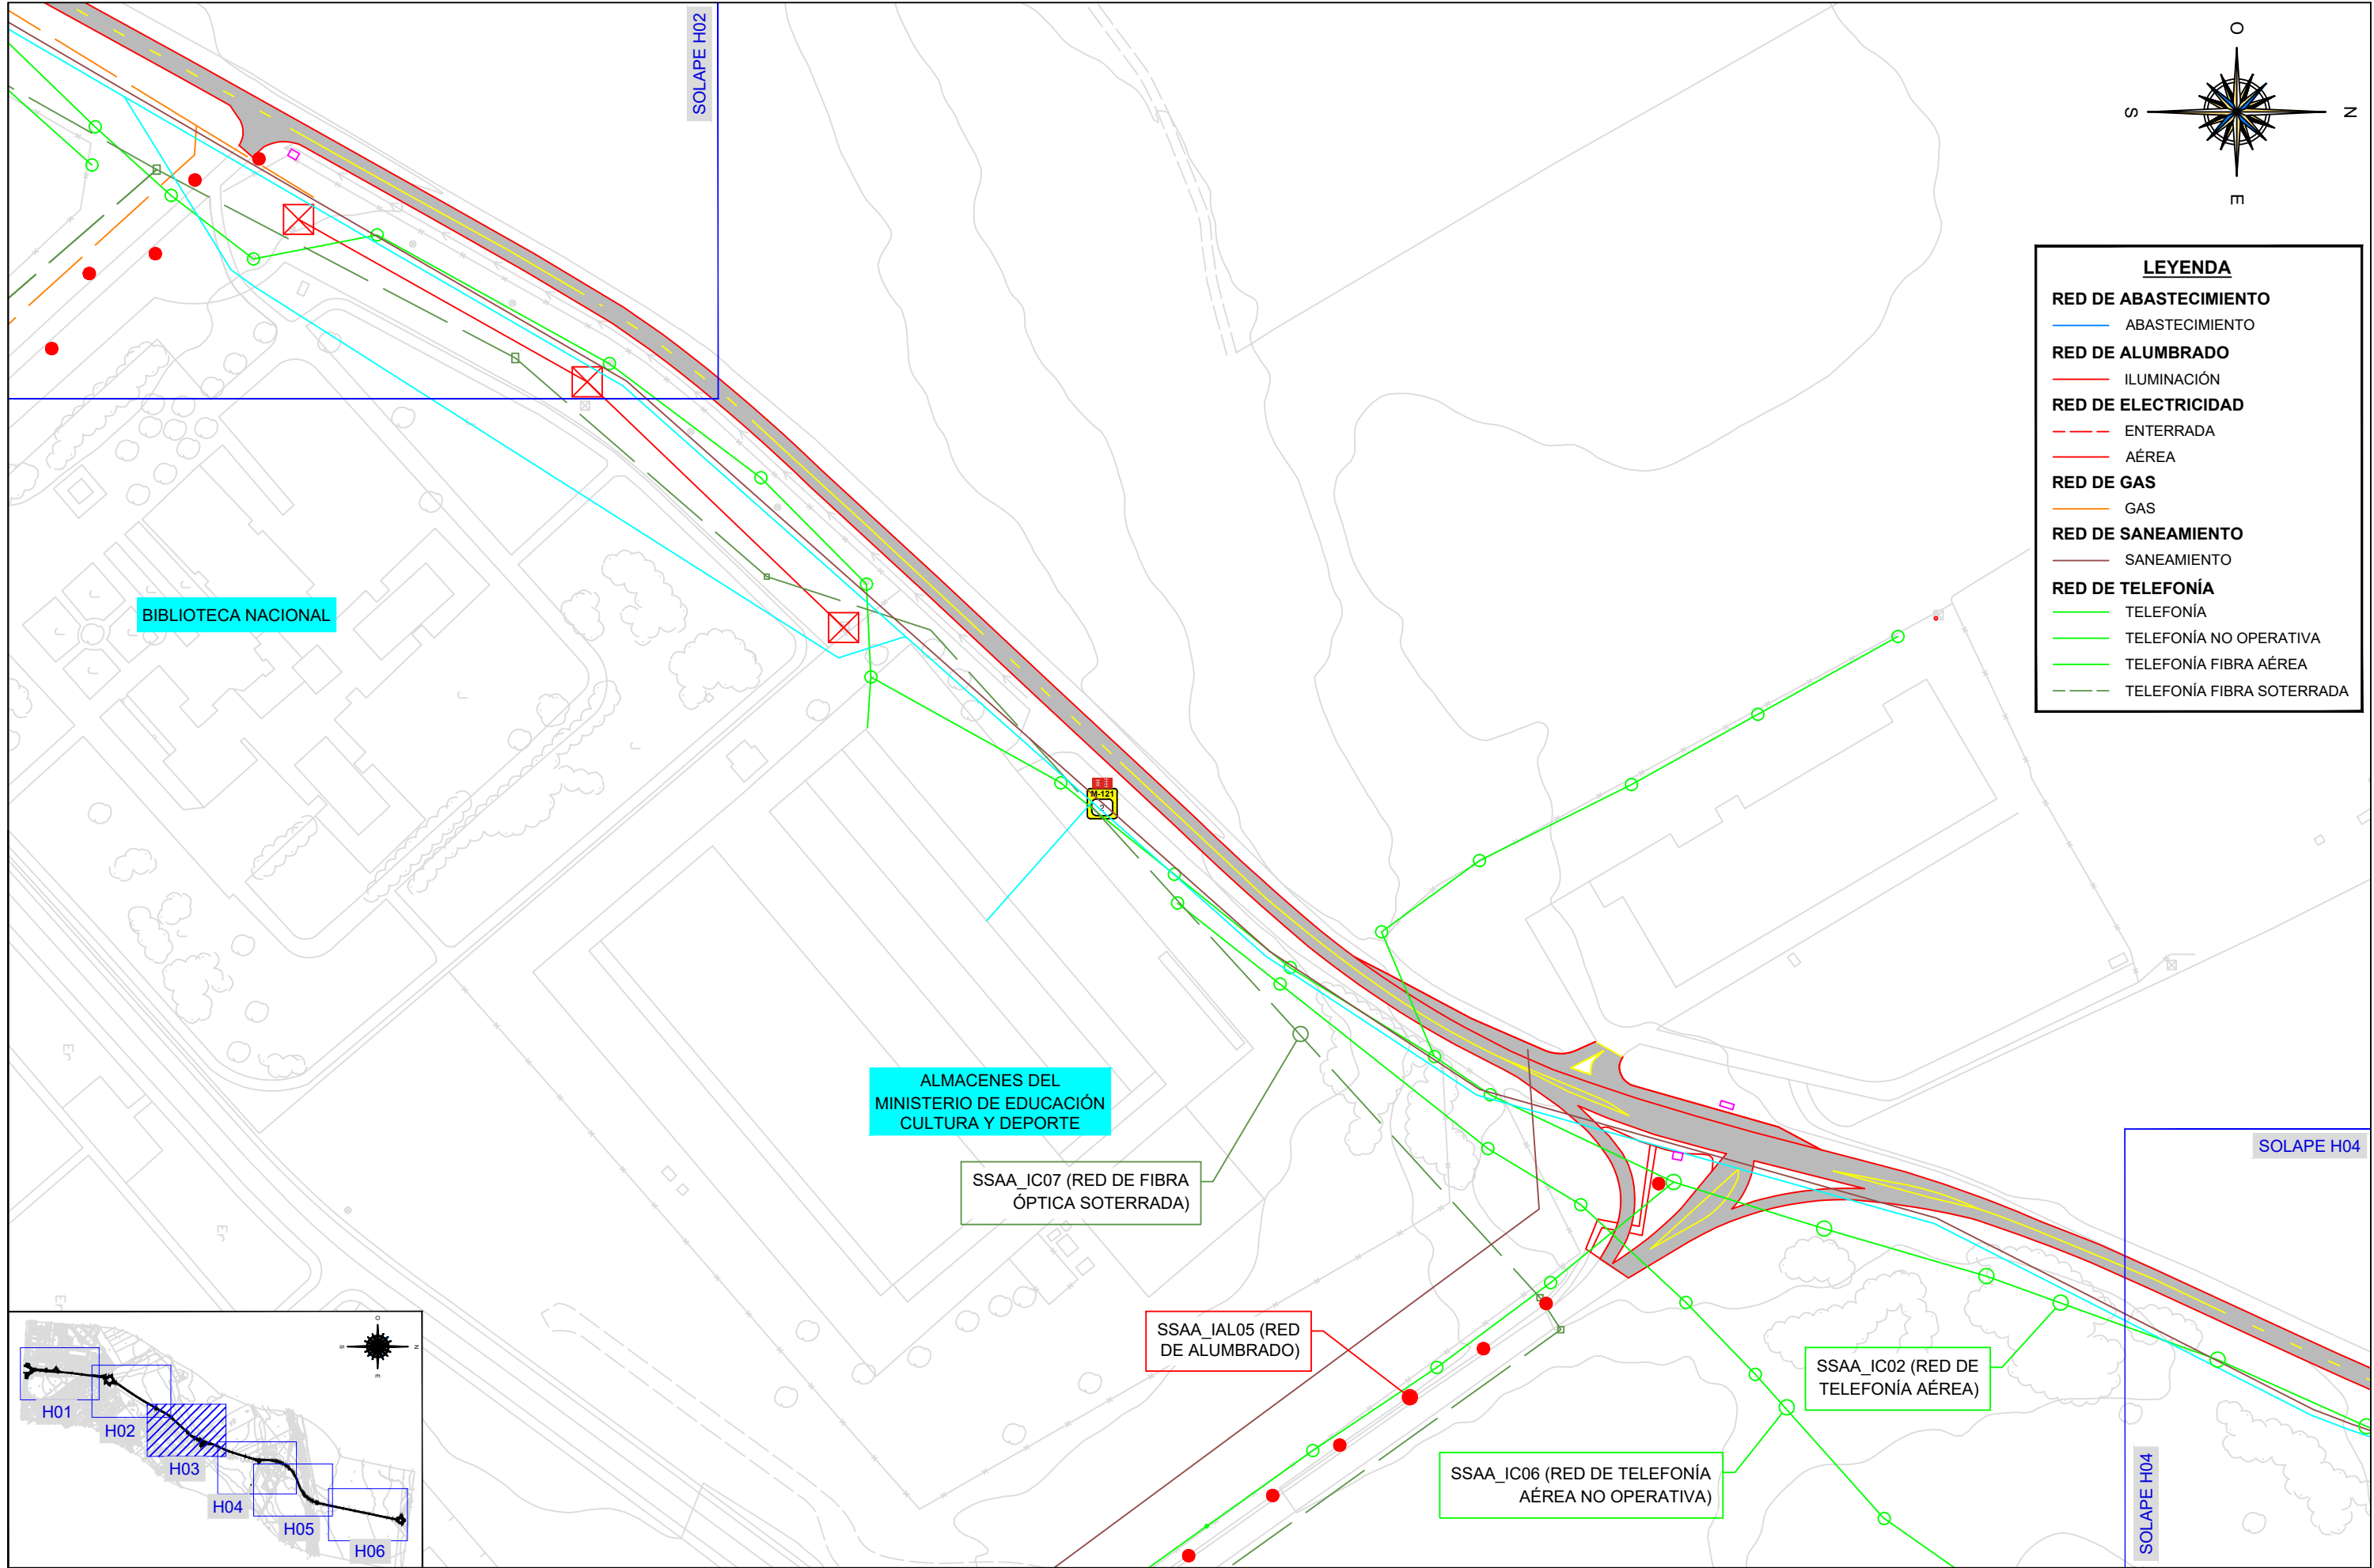 SOLAPE H02
O
S
N
E
LEYENDA
RED DE ABASTECIMIENTO
ABASTECIMIENTO
RED DE ALUMBRADO
ILUMINACIÓN
RED DE ELECTRICIDAD
ENTERRADA
AÉREA
RED DE GAS
GAS
RED DE SANEAMIENTO
SANEAMIENTO
RED DE TELEFONÍA
TELEFONÍA
TELEFONÍA NO OPERATIVA
TELEFONÍA FIBRA AÉREA
TELEFONÍA FIBRA SOTERRADA
BIBLIOTECA NACIONAL
M-121
2
ALMACENES DEL
MINISTERIO DE EDUCACIÓN
CULTURA Y DEPORTE
SSAA_IC07 (RED DE FIBRA
ÓPTICA SOTERRADA)
SOLAPE H04
Er
Er
Er
SSAA_IAL05 (RED
DE ALUMBRADO)
SSAA_IC02 (RED DE
TELEFONÍA AÉREA)
SSAA_IC06 (RED DE TELEFONÍA
AÉREA NO OPERATIVA)
SOLAPE H04
O
S
N
E
H01
H02
H03
H04
H05
H06